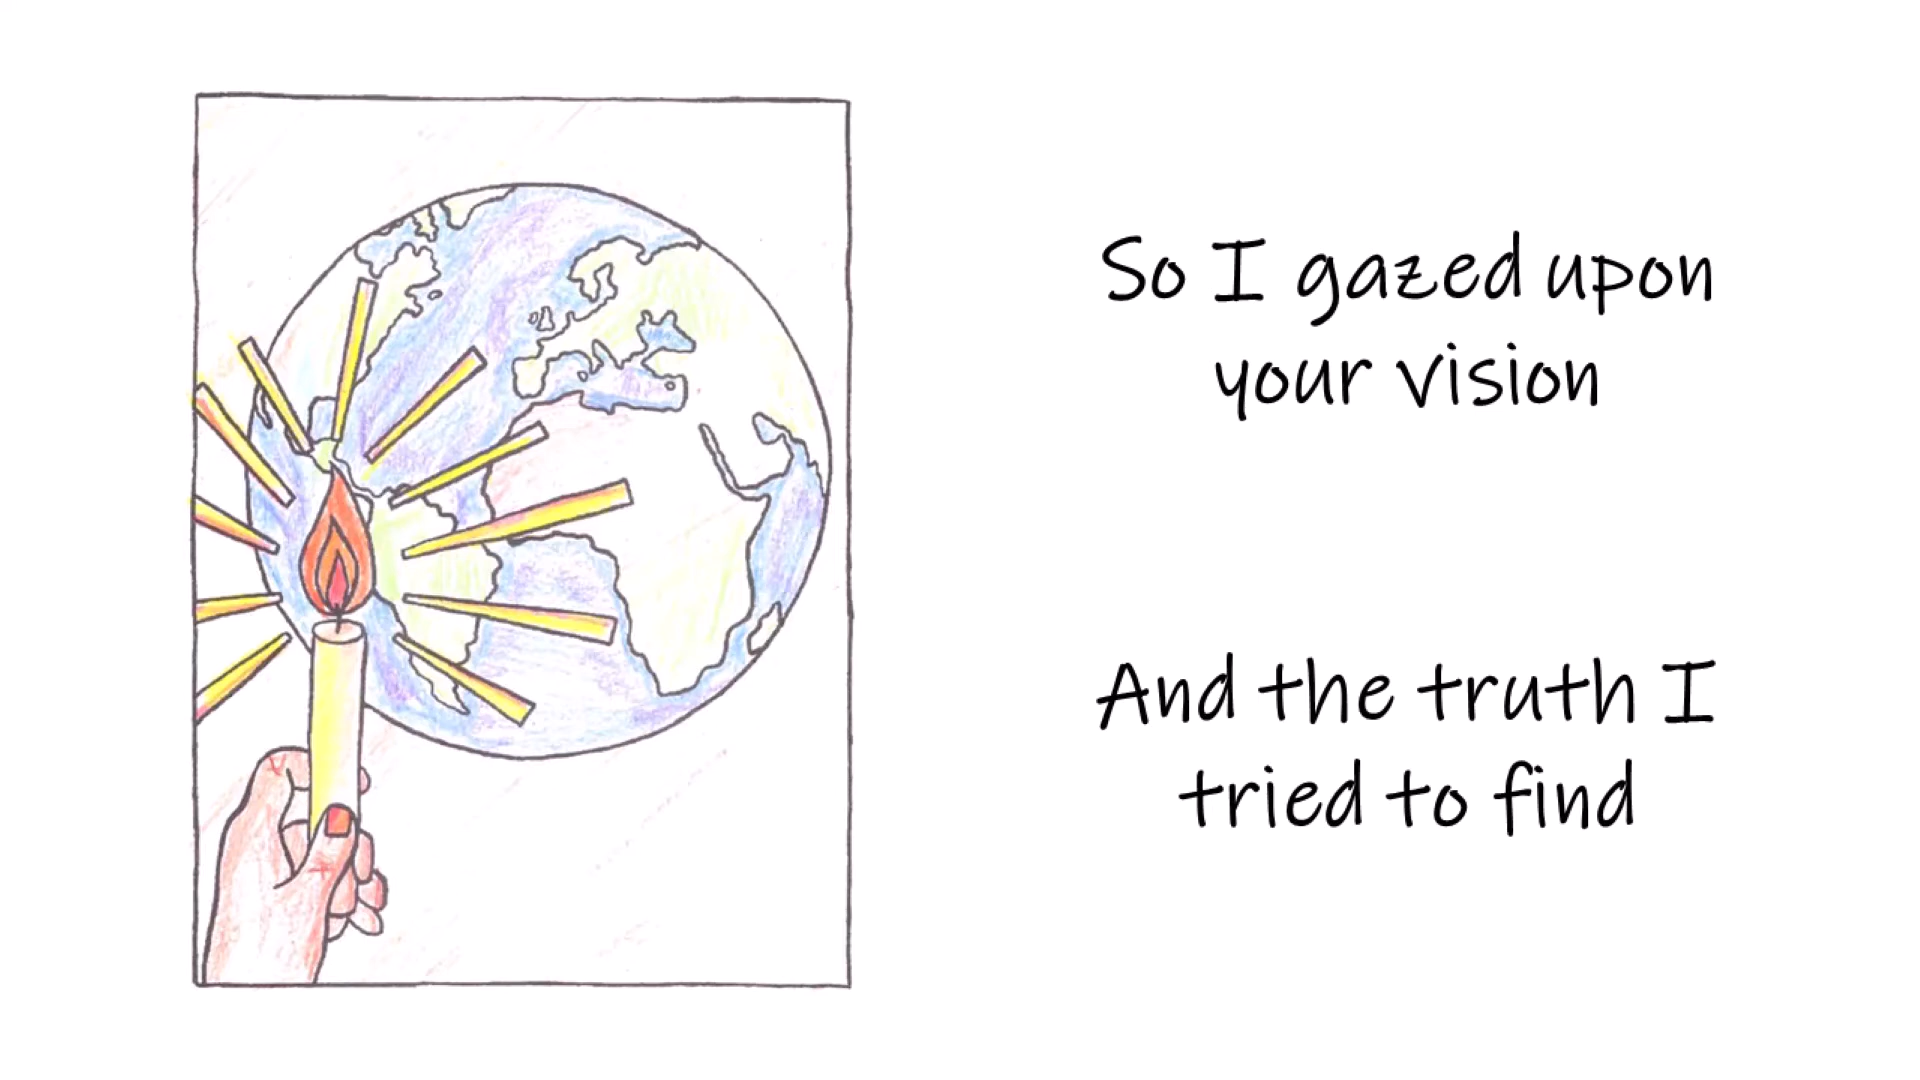 So I gazed upon
your vision
And the truth I
tried to find